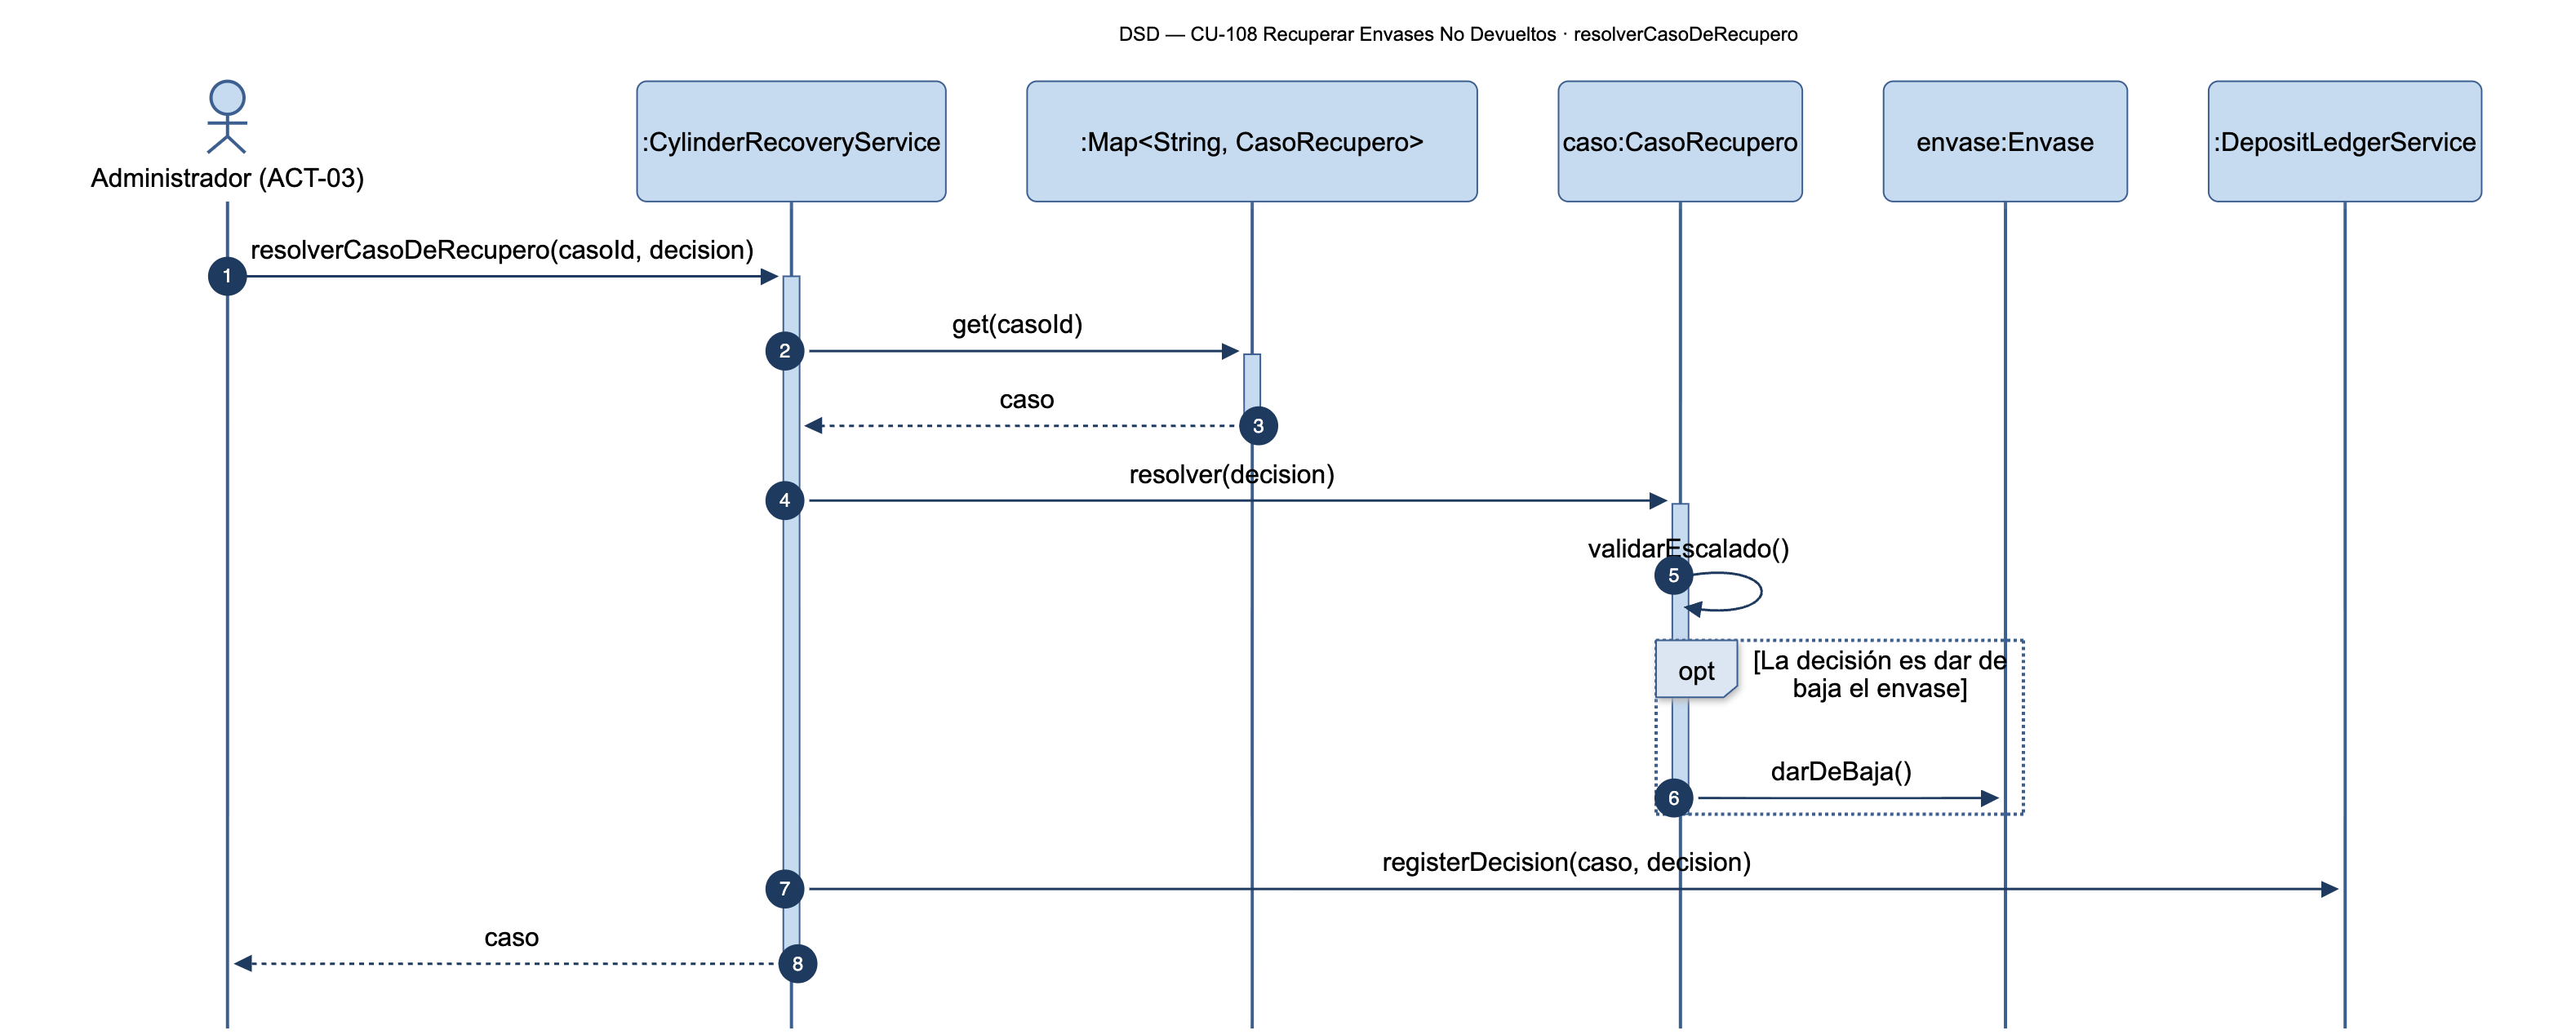 DSD — CU-108 Recuperar Envases No Devueltos · resolverCasoDeRecupero
Administrador (ACT-03)
:CylinderRecoveryService
:Map<String, CasoRecupero>
caso:CasoRecupero
envase:Envase
:DepositLedgerService
resolverCasoDeRecupero(casoId, decision)
1
get(casoId)
2
caso
3
resolver(decision)
4
validarEscalado()
5
opt
[La decisión es dar de
baja el envase]
darDeBaja()
6
registerDecision(caso, decision)
7
caso
8